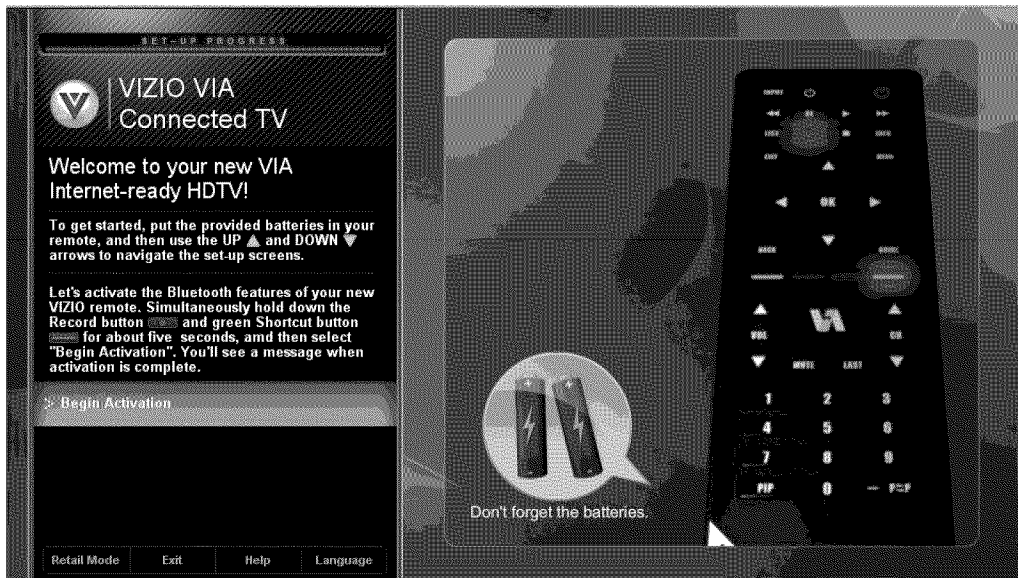 SET-UP PROGRESS
VIZIO VIA
Connected TV
Welcome to your new VIA
Internet-ready HDTV!
To get started, put the provided batteries in your
remote, and then use the UP and DOWN
arrows to navigate the set-up screens.
Let's activate the Bluetooth features of your new
VIZIO remote. Simultaneously hold down the
Record button and green Shortcut button
for about five seconds, amd then select
"Begin Activation". You'll see a message when
activation is complete.
> Begin Activation
Retail Mode Exit Help Language
Don't forget the batteries.
INPUT
EXIT MENU
OK
BACK GUIDE
VOL CH
MUTE LAST
1 2 3
4 5 6
7 8 9
PIP 0